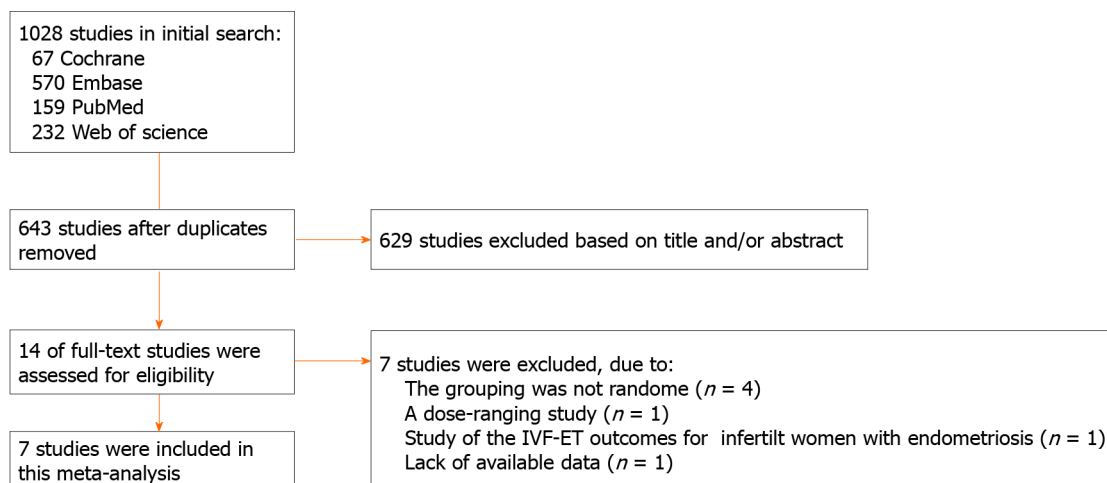 1028 studies in initial search:
67 Cochrane
570 Embase
159 PubMed
232 Web of science
643 studies after duplicates
removed
629 studies excluded based on title and/or abstract
14 of full-text studies were
assessed for eligibility
7 studies were excluded, due to:
The grouping was not randome (n = 4)
A dose-ranging study (n = 1)
Study of the IVF-ET outcomes for infertilt women with endometriosis (n = 1)
Lack of available data (n = 1)
7 studies were included in
this meta-analysis